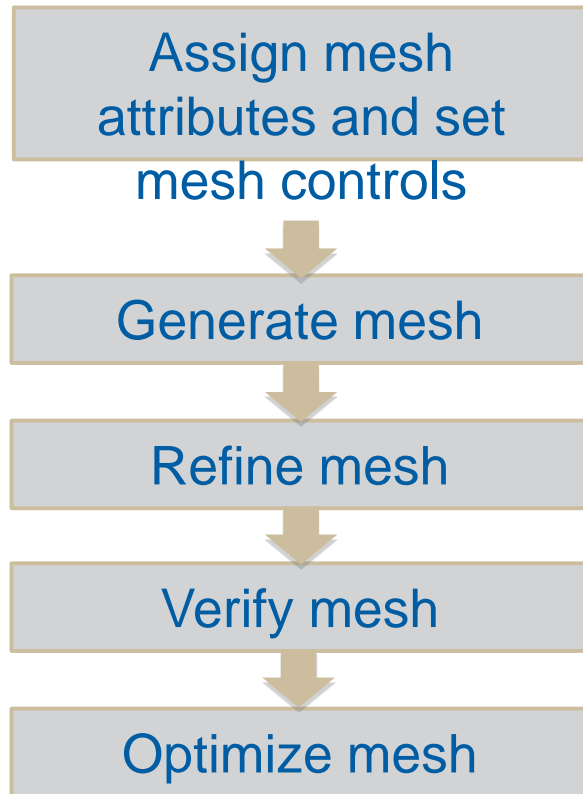 Assign mesh
attributes and set
mesh controls
Generate mesh
Refine mesh
Verify mesh
Optimize mesh